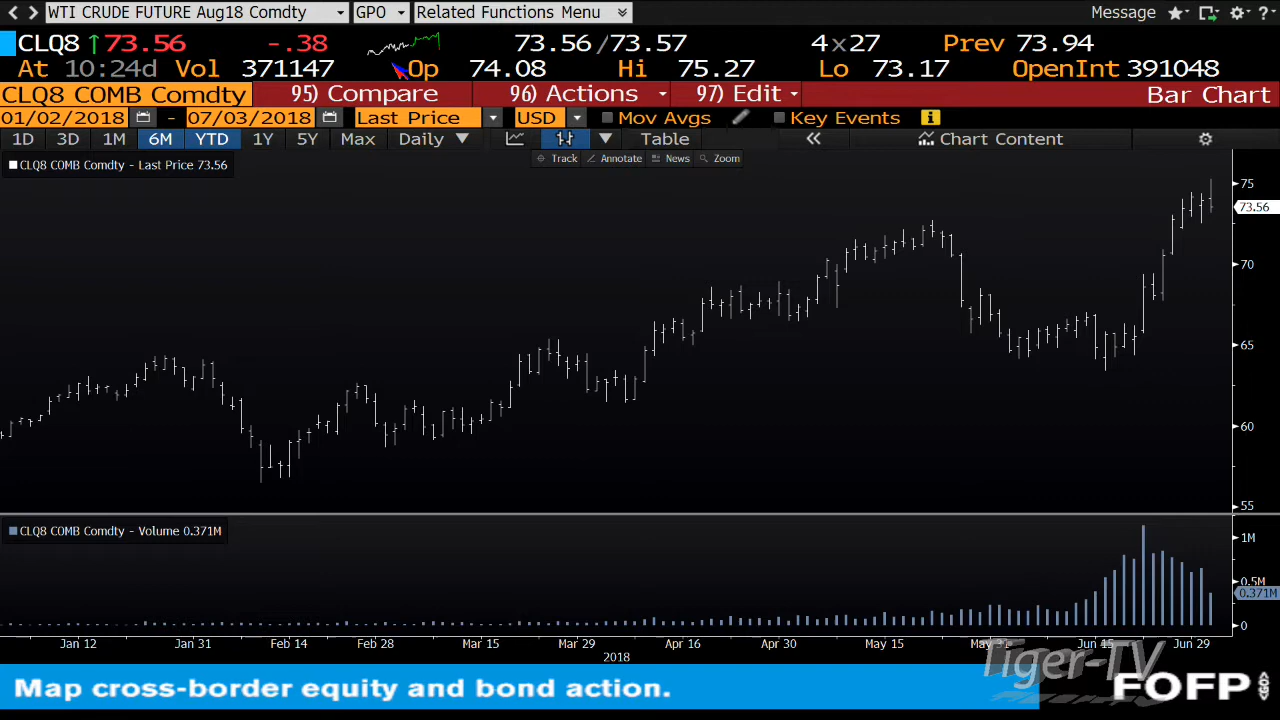 WTI CRUDE FUTURE Aug18 Comdty GPO Related Functions Menu Message
CLQ8 73.56 -.38 73.56/73.57 4x27 Prev 73.94
At 10:24d Vol 371147 Op 74.08 Hi 75.27 Lo 73.17 OpenInt 391048
CLQ8 COMB Comdty 95) Compare 96) Actions 97) Edit Bar Chart
01/02/2018 - 07/03/2018 Last Price USD Mov Avgs Key Events
1D 3D 1M 6M YTD 1Y 5Y Max Daily Table Chart Content
Track Annotate News Zoom
CLQ8 COMB Comdty - Last Price 73.56
75
73.56
70
65
60
55
CLQ8 COMB Comdty - Volume 0.371M
1M
0.5M
0.371M
0
Jan 12 Jan 31 Feb 14 Feb 28 Mar 15 Mar 29 Apr 16 Apr 30 May 15 May 31 Jun 15 Jun 29
2018
Tiger-TV
Map cross-border equity and bond action. FOFP